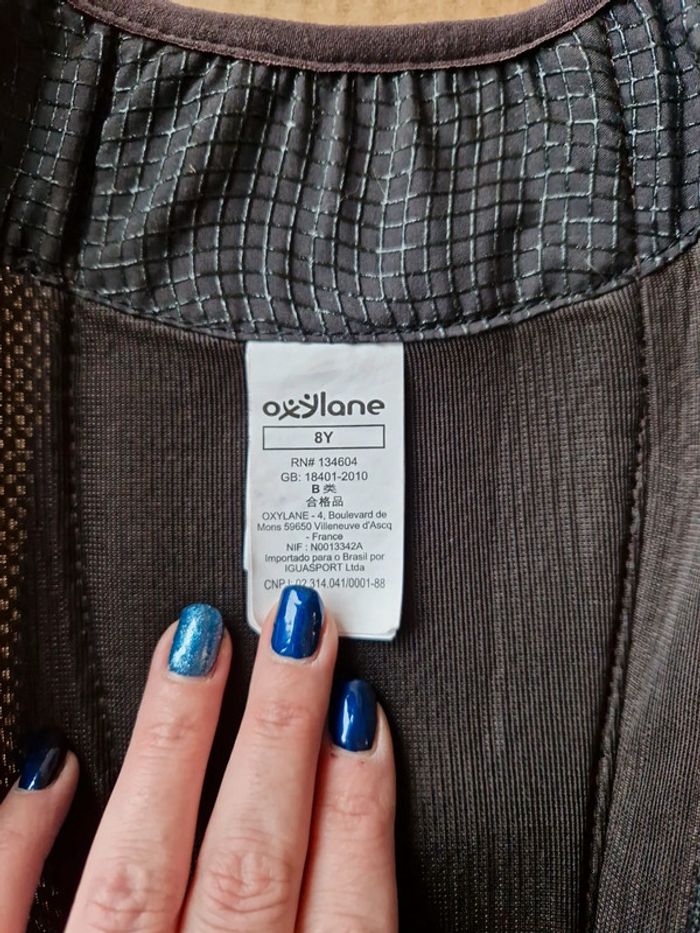 oxylane
8Y
RN# 134604
GB: 18401-2010
B 类
合格品
OXYLANE - 4, Boulevard de
Mons 59650 Villeneuve d'Ascq
- France
NIF : N0013342A
Importado para o Brasil por
IGUASPORT Ltda
CNPJ: 02.314.041/0001-88